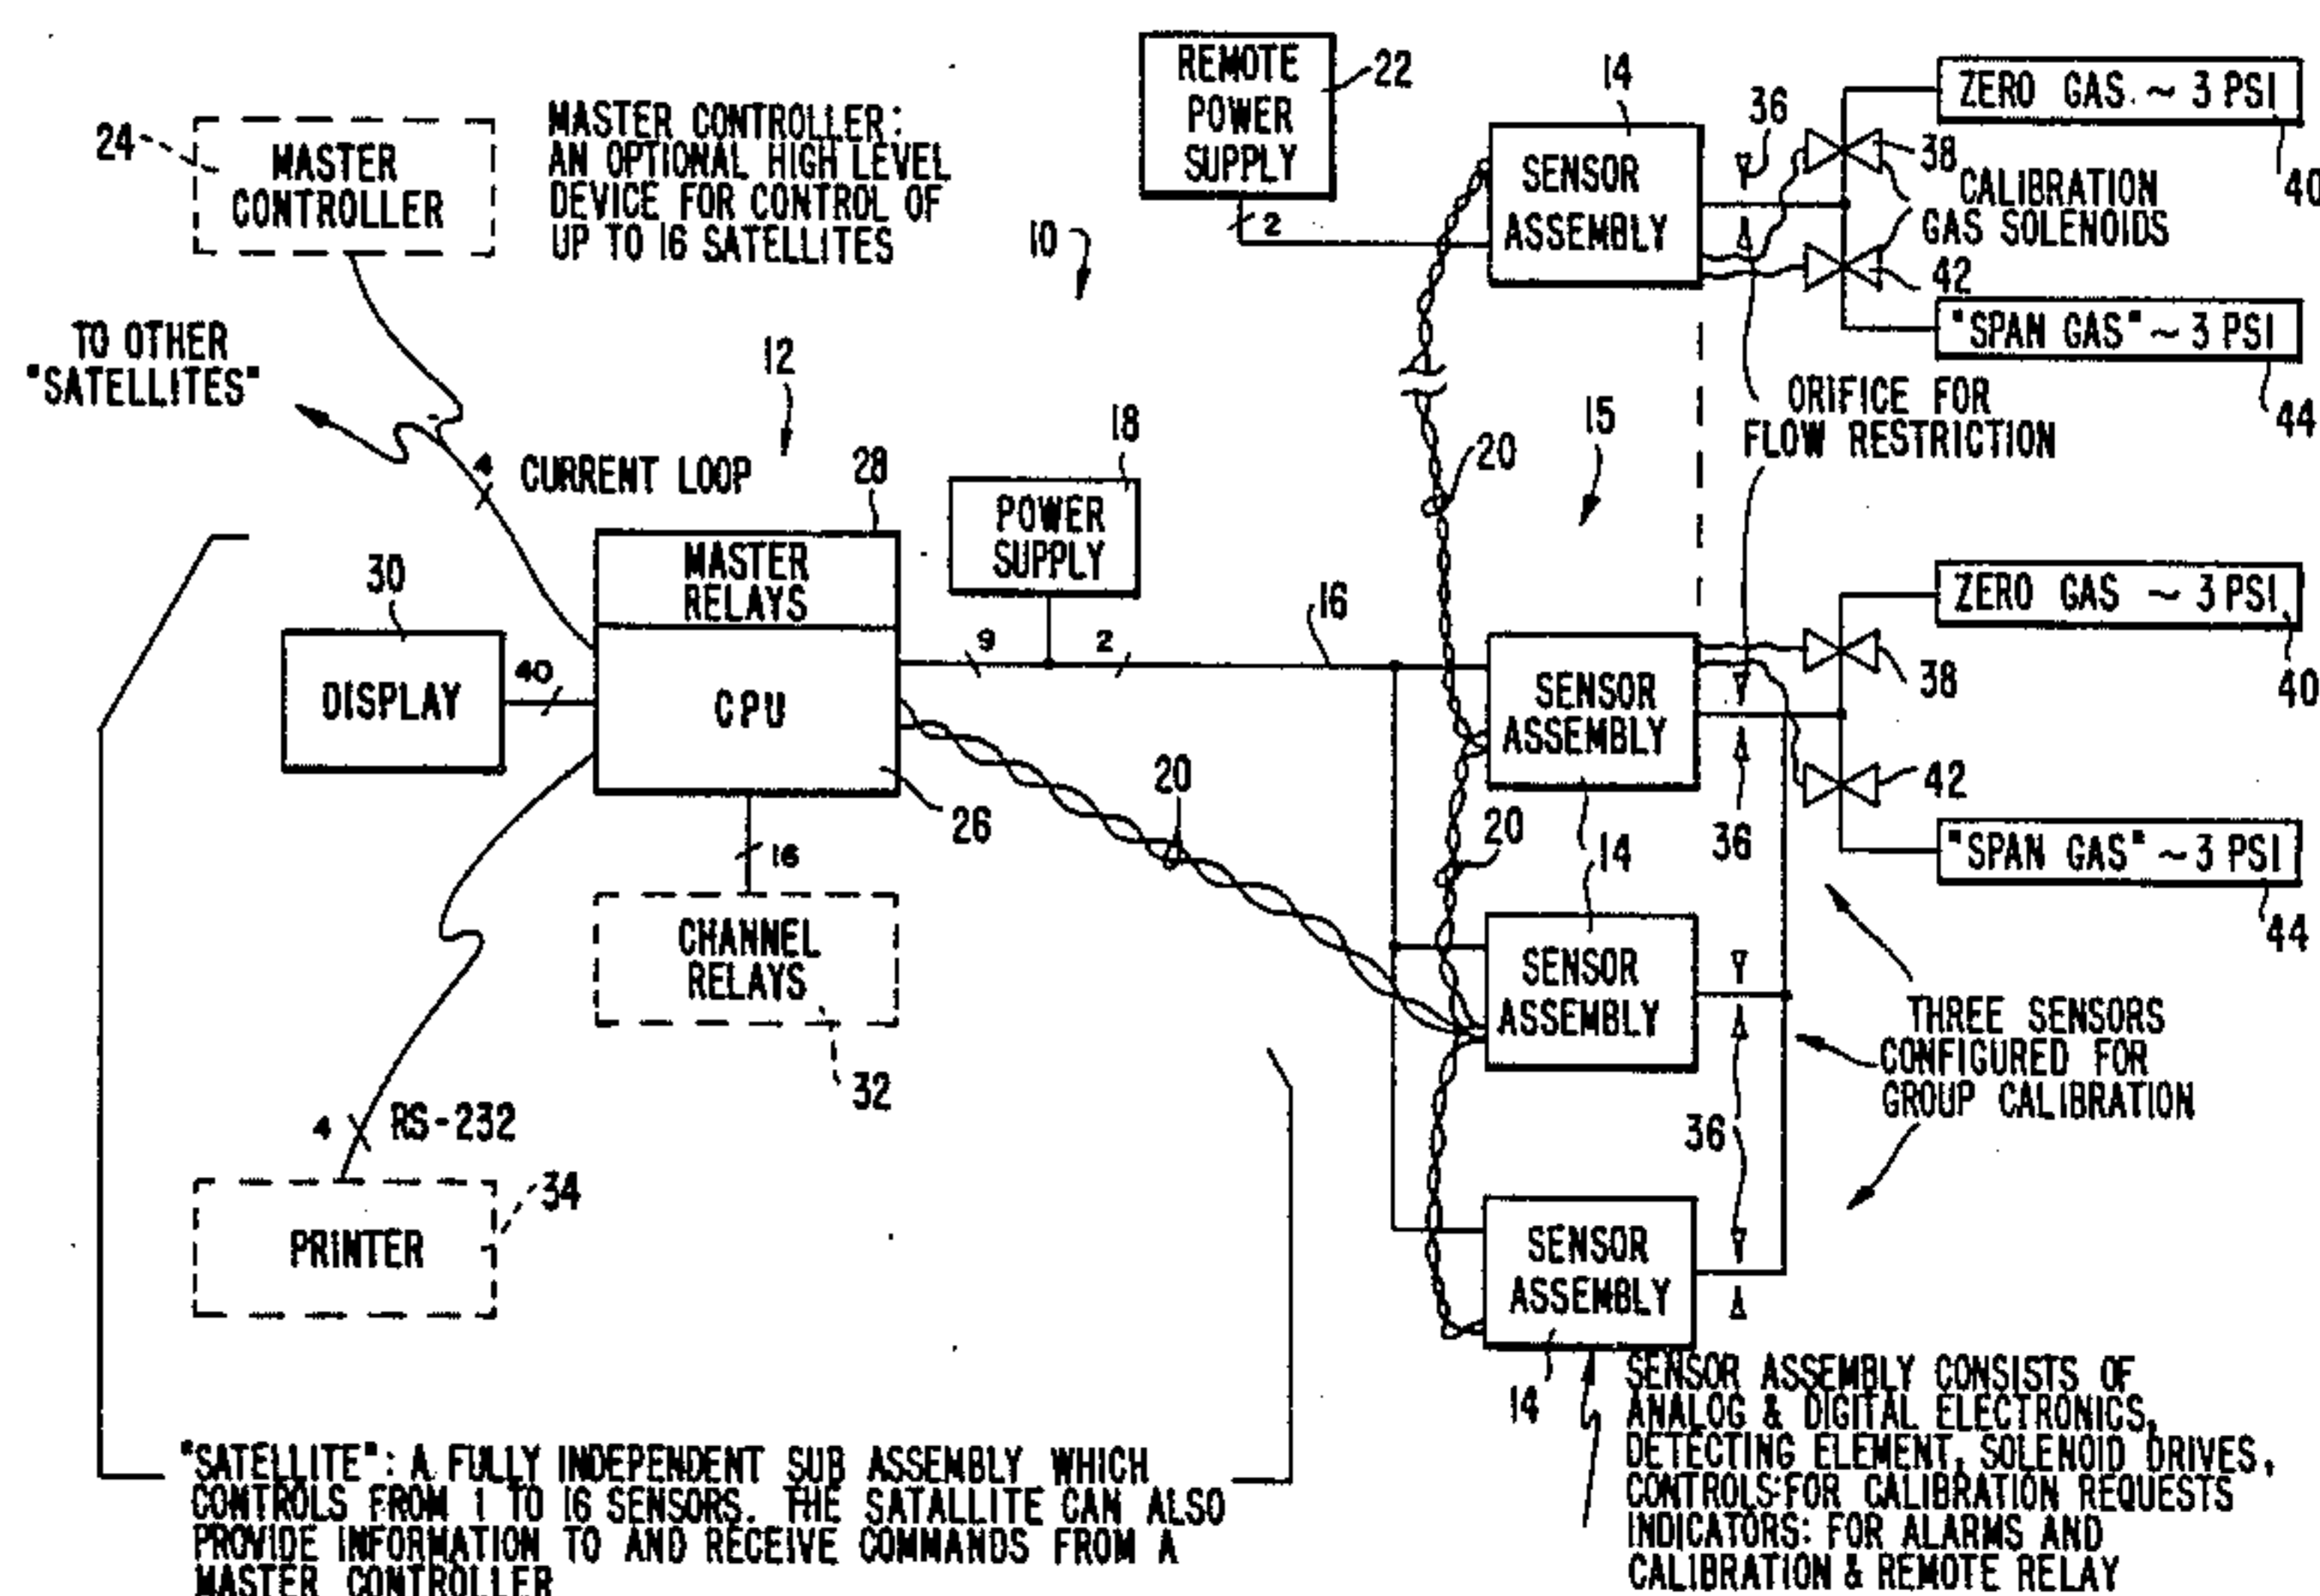 REMOTE
POWER
SUPPLY
22
2
14
SENSOR
ASSEMBLY
36
38
CALIBRATION
GAS SOLENOIDS
42
ZERO GAS. ~ 3 PSI
40
"SPAN GAS" ~ 3 PSI
44
ORIFICE FOR
FLOW RESTRICTION
24
MASTER
CONTROLLER
MASTER CONTROLLER:
AN OPTIONAL HIGH LEVEL
DEVICE FOR CONTROL OF
UP TO 16 SATELLITES
10
TO OTHER
"SATELLITES"
12
4
CURRENT LOOP
28
MASTER
RELAYS
CPU
26
18
POWER
SUPPLY
9
2
16
20
15
30
DISPLAY
40
20
16
CHANNEL
RELAYS
32
4
RS-232
PRINTER
34
SENSOR
ASSEMBLY
14
36
38
42
ZERO GAS ~ 3 PSI
40
"SPAN GAS" ~ 3 PSI
44
20
SENSOR
ASSEMBLY
36
THREE SENSORS
CONFIGURED FOR
GROUP CALIBRATION
SENSOR
ASSEMBLY
14
SENSOR ASSEMBLY CONSISTS OF
ANALOG & DIGITAL ELECTRONICS,
DETECTING ELEMENT, SOLENOID DRIVES,
CONTROLS:FOR CALIBRATION REQUESTS
INDICATORS: FOR ALARMS AND
CALIBRATION & REMOTE RELAY
"SATELLITE": A FULLY INDEPENDENT SUB ASSEMBLY WHICH
CONTROLS FROM 1 TO 16 SENSORS. THE SATALLITE CAN ALSO
PROVIDE INFORMATION TO AND RECEIVE COMMANDS FROM A
MASTER CONTROLLER